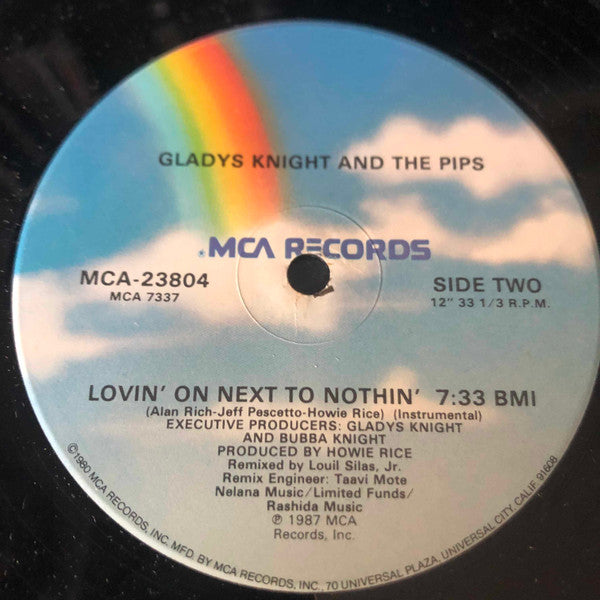 GLADYS KNIGHT AND THE PIPS
MCA RECORDS
MCA-23804
MCA 7337
SIDE TWO
12" 33 1/3 R.P.M.
LOVIN' ON NEXT TO NOTHIN' 7:33 BMI
(Alan Rich-Jeff Pescetto-Howie Rice) (Instrumental)
EXECUTIVE PRODUCERS: GLADYS KNIGHT
AND BUBBA KNIGHT
PRODUCED BY HOWIE RICE
Remixed by Louil Silas, Jr.
Remix Engineer: Taavi Mote
Nelana Music/Limited Funds/
Rashida Music
℗ 1987 MCA
Records, Inc.
©1980 MCA RECORDS, INC. MFD. BY MCA RECORDS, INC., 70 UNIVERSAL PLAZA, UNIVERSAL CITY, CALIF. 91608